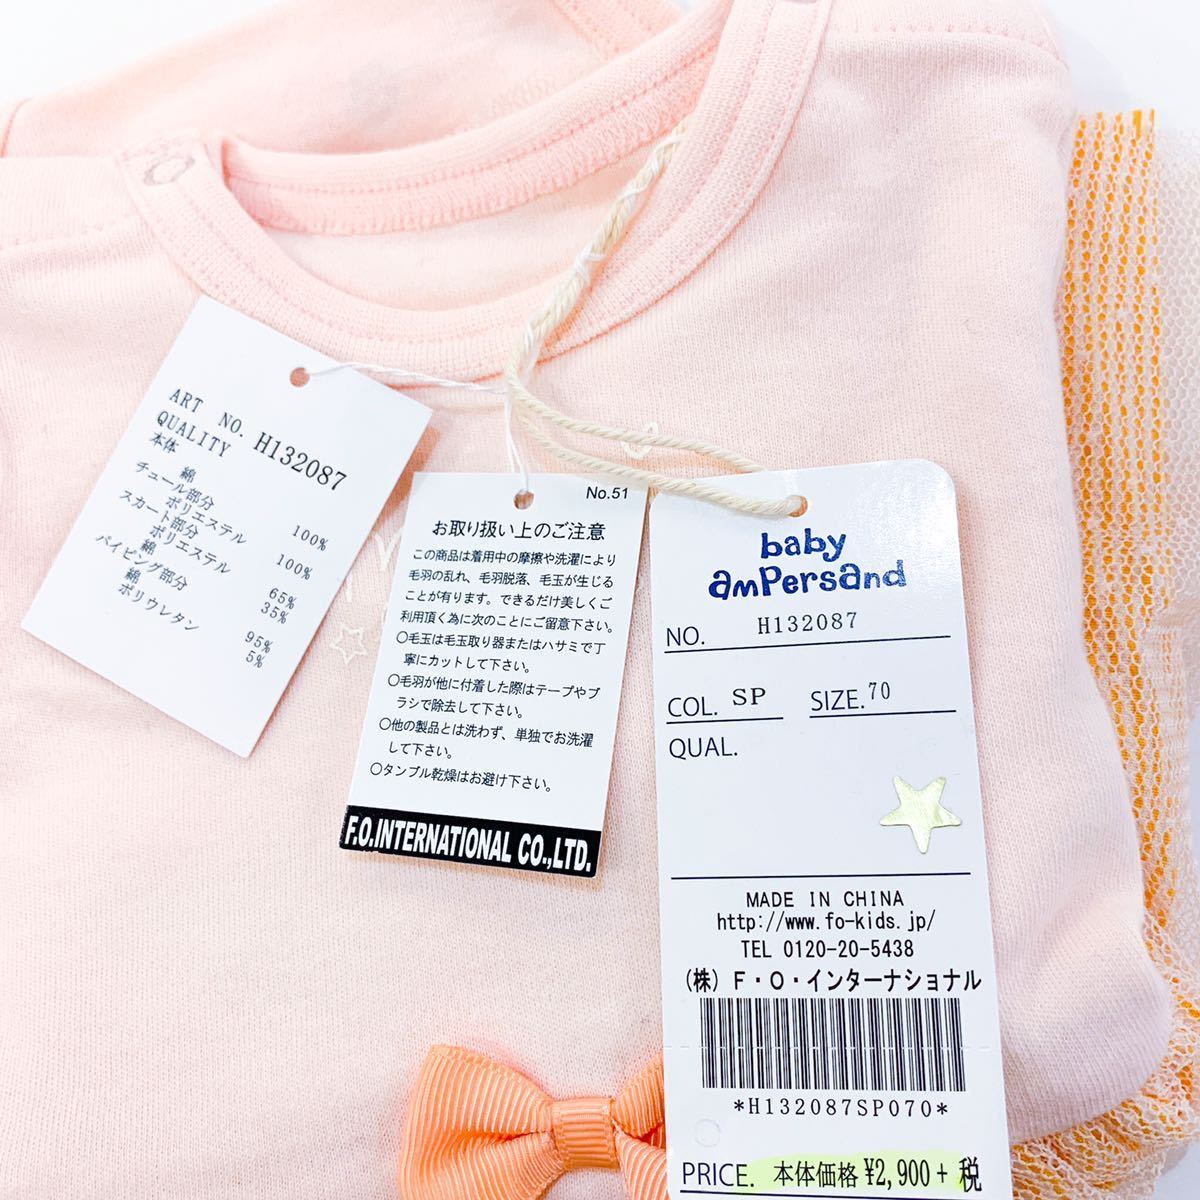 ART NO. H132087
QUALITY
本体
綿 100%
チュール部分
ポリエステル 100%
スカート部分
ポリエステル 65%
綿 35%
パイピング部分
綿 95%
ポリウレタン 5%
No.51
お取り扱い上のご注意
この商品は着用中の摩擦や洗濯により
毛羽の乱れ、毛羽脱落、毛玉が生じる
ことが有ります。できるだけ美しくご
利用頂く為に次のことにご留意下さい。
○毛玉は毛玉取り器またはハサミで丁
寧にカットして下さい。
○毛羽が他に付着した際はテープやブ
ラシで除去して下さい。
○他の製品とは洗わず、単独でお洗濯
して下さい。
○タンブル乾燥はお避け下さい。
F.O.INTERNATIONAL CO.,LTD.
baby
amPersand
NO. H132087
COL. SP SIZE. 70
QUAL.
MADE IN CHINA
http://www.fo-kids.jp/
TEL 0120-20-5438
(株) F・O・インターナショナル
*H132087SP070*
PRICE. 本体価格 ¥2,900+ 税